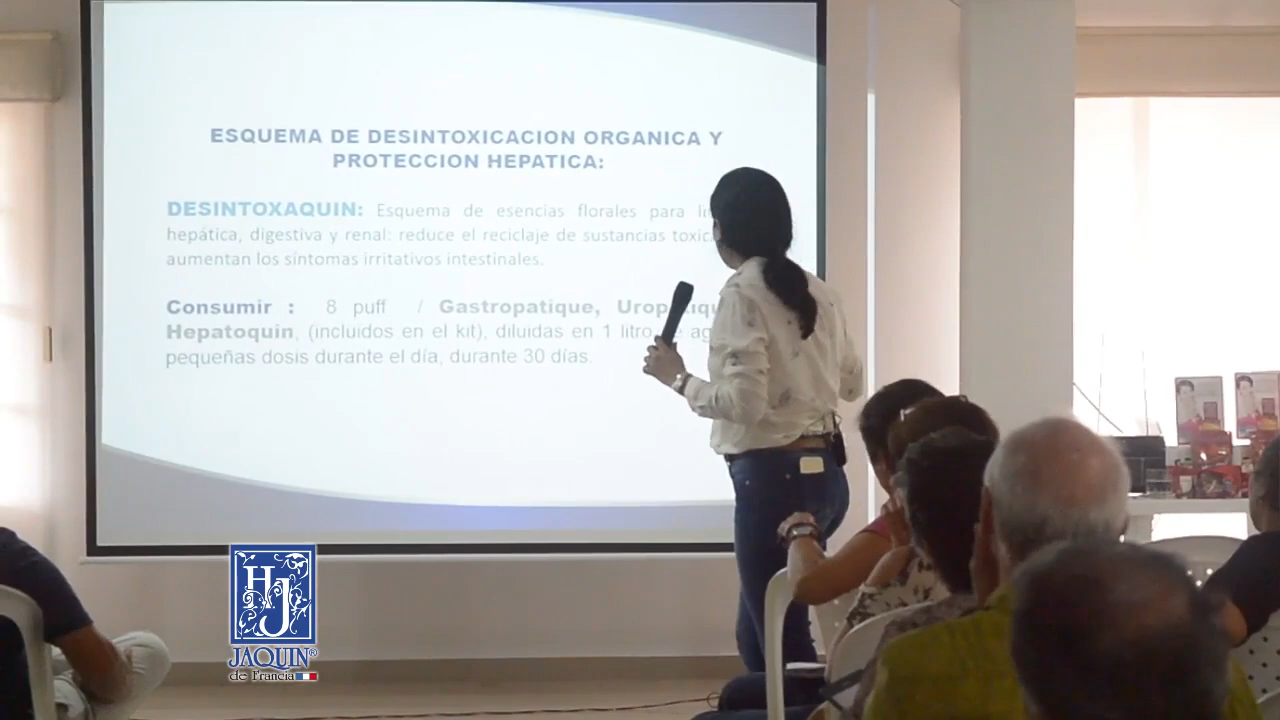 ESQUEMA DE DESINTOXICACION ORGANICA Y
PROTECCION HEPATICA:
DESINTOXAQUIN: Esquema de esencias florales para
hepática, digestiva y renal: reduce el reciclaje de sustancias
aumentan los síntomas irritativos intestinales.
Consumir : 8 puff / Gastropatique,
Hepatoquin, (incluidos en el kit), diluidas en 1 litro
pequeñas dosis durante el día, durante 30 días.
HJ
JAQUIN®
de Francia